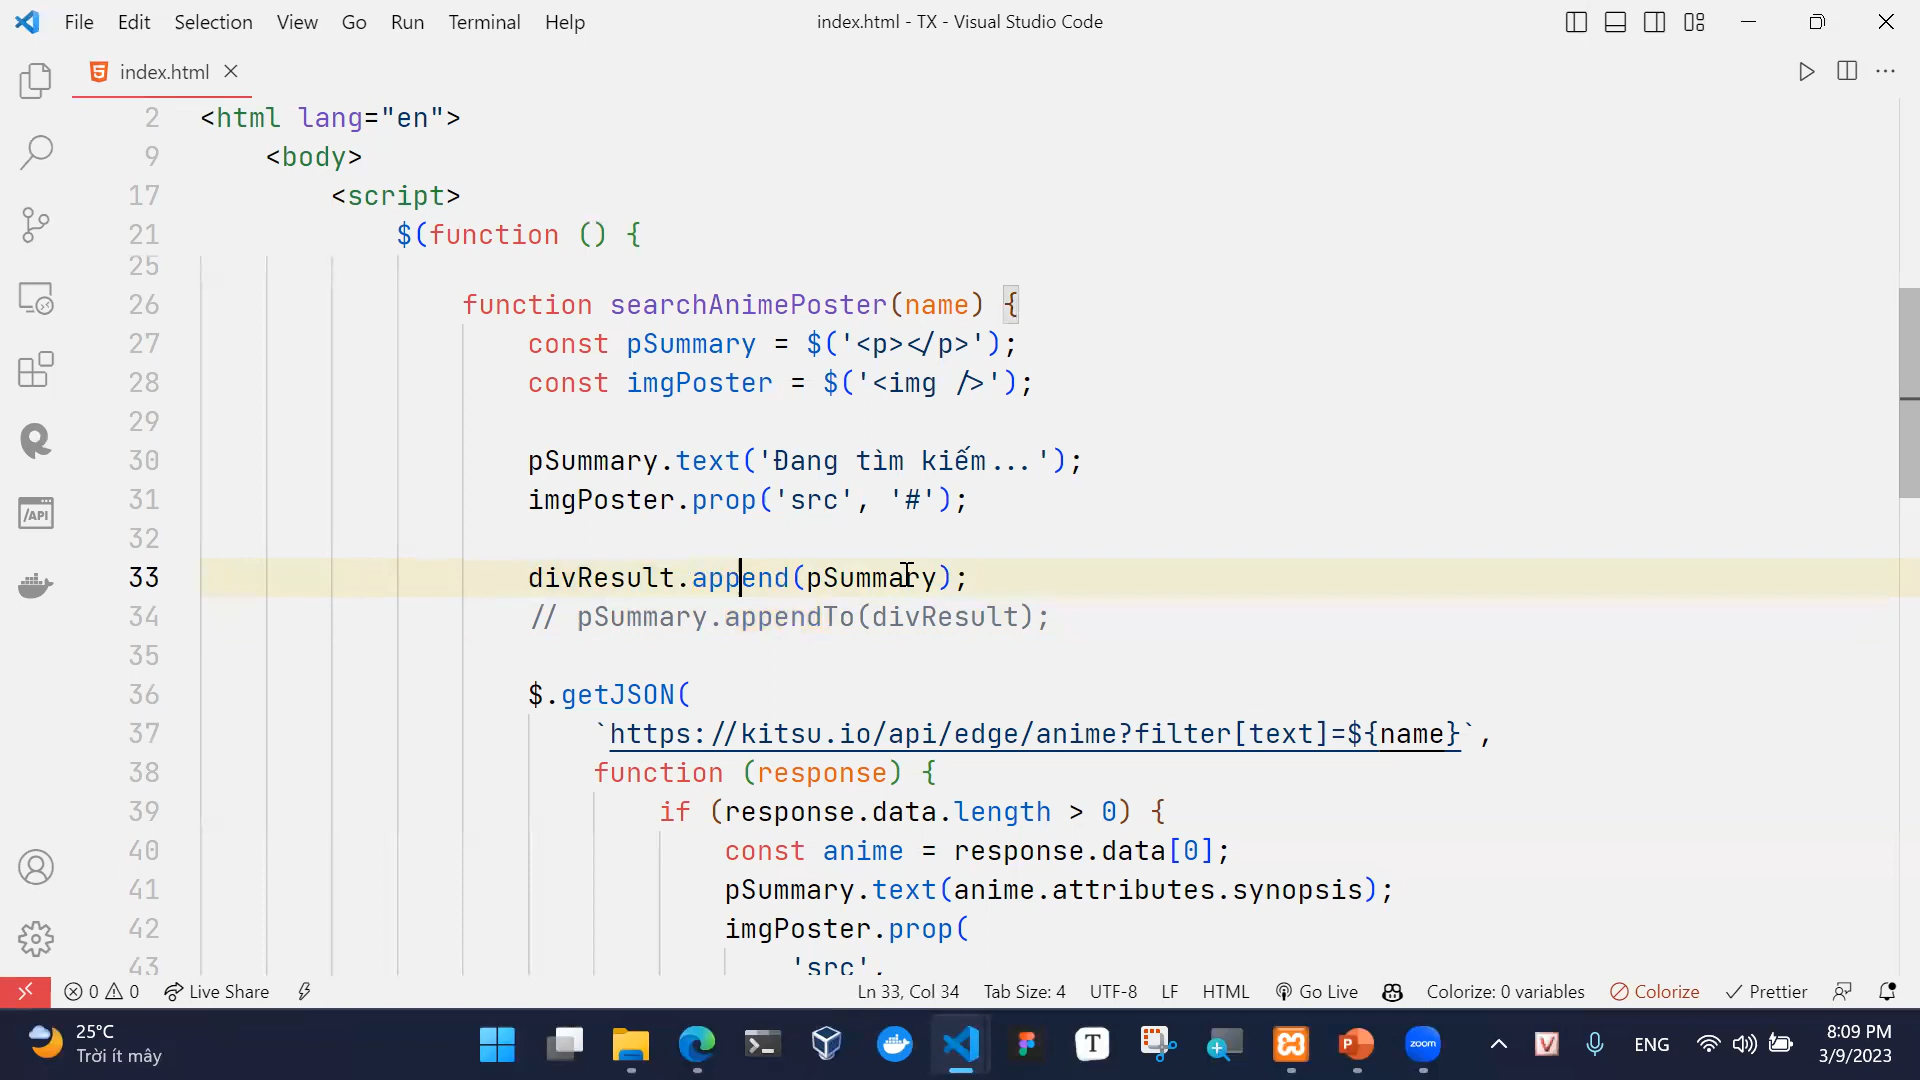 File Edit Selection View Go Run Terminal Help index.html - TX - Visual Studio Code
index.html
2 <html lang="en">
9 <body>
17 <script>
21 $(function () {
25
26 function searchAnimePoster(name) {
27 const pSummary = $('<p></p>');
28 const imgPoster = $('<img />');
29
30 pSummary.text('Đang tìm kiếm...');
31 imgPoster.prop('src', '#');
32
33 divResult.append(pSummary);
34 // pSummary.appendTo(divResult);
35
36 $.getJSON(
37 `https://kitsu.io/api/edge/anime?filter[text]=${name}`,
38 function (response) {
39 if (response.data.length > 0) {
40 const anime = response.data[0];
41 pSummary.text(anime.attributes.synopsis);
42 imgPoster.prop(
43 'src',
/API
0 0 Live Share Ln 33, Col 34 Tab Size: 4 UTF-8 LF HTML Go Live Colorize: 0 variables Colorize Prettier
25°C
Trời ít mây
T
zoom
V
ENG
8:09 PM
3/9/2023